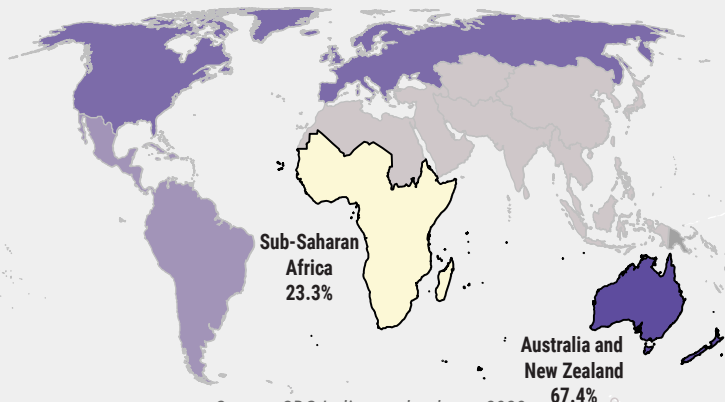 Sub-Saharan
Africa
23.3%
Australia and
New Zealand
67.4%